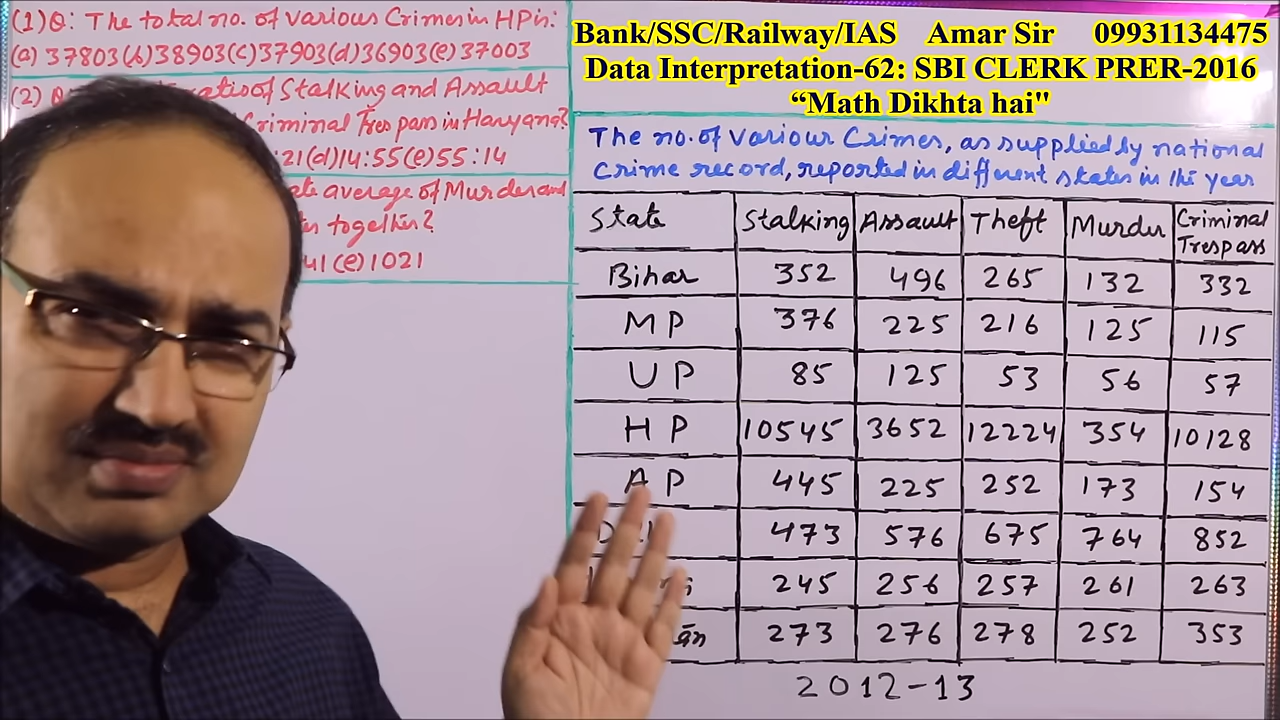 (1) Q: The total no. of various Crimes in HP is:
(a) 37803 (b) 38903 (c) 37903 (d) 36903 (e) 37003
(2) ratio of Stalking and Assault
Criminal Trespass in Haryana?
:21 (d) 14:55 (e) 55:14
average of Murder and
together?
41 (e) 1021
Bank/SSC/Railway/IAS Amar Sir 09931134475
Data Interpretation-62: SBI CLERK PRER-2016
“Math Dikhta hai"
The no. of various Crimes, as supplied by national
Crime record, reported in different states in the year
State Stalking Assault Theft Murder Criminal Trespass
Bihar 352 496 265 132 332
MP 376 225 216 125 115
UP 85 125 53 56 57
HP 10545 3652 12224 354 10128
AP 445 225 252 173 154
473 576 675 764 852
245 256 257 261 263
273 276 278 252 353
2012-13